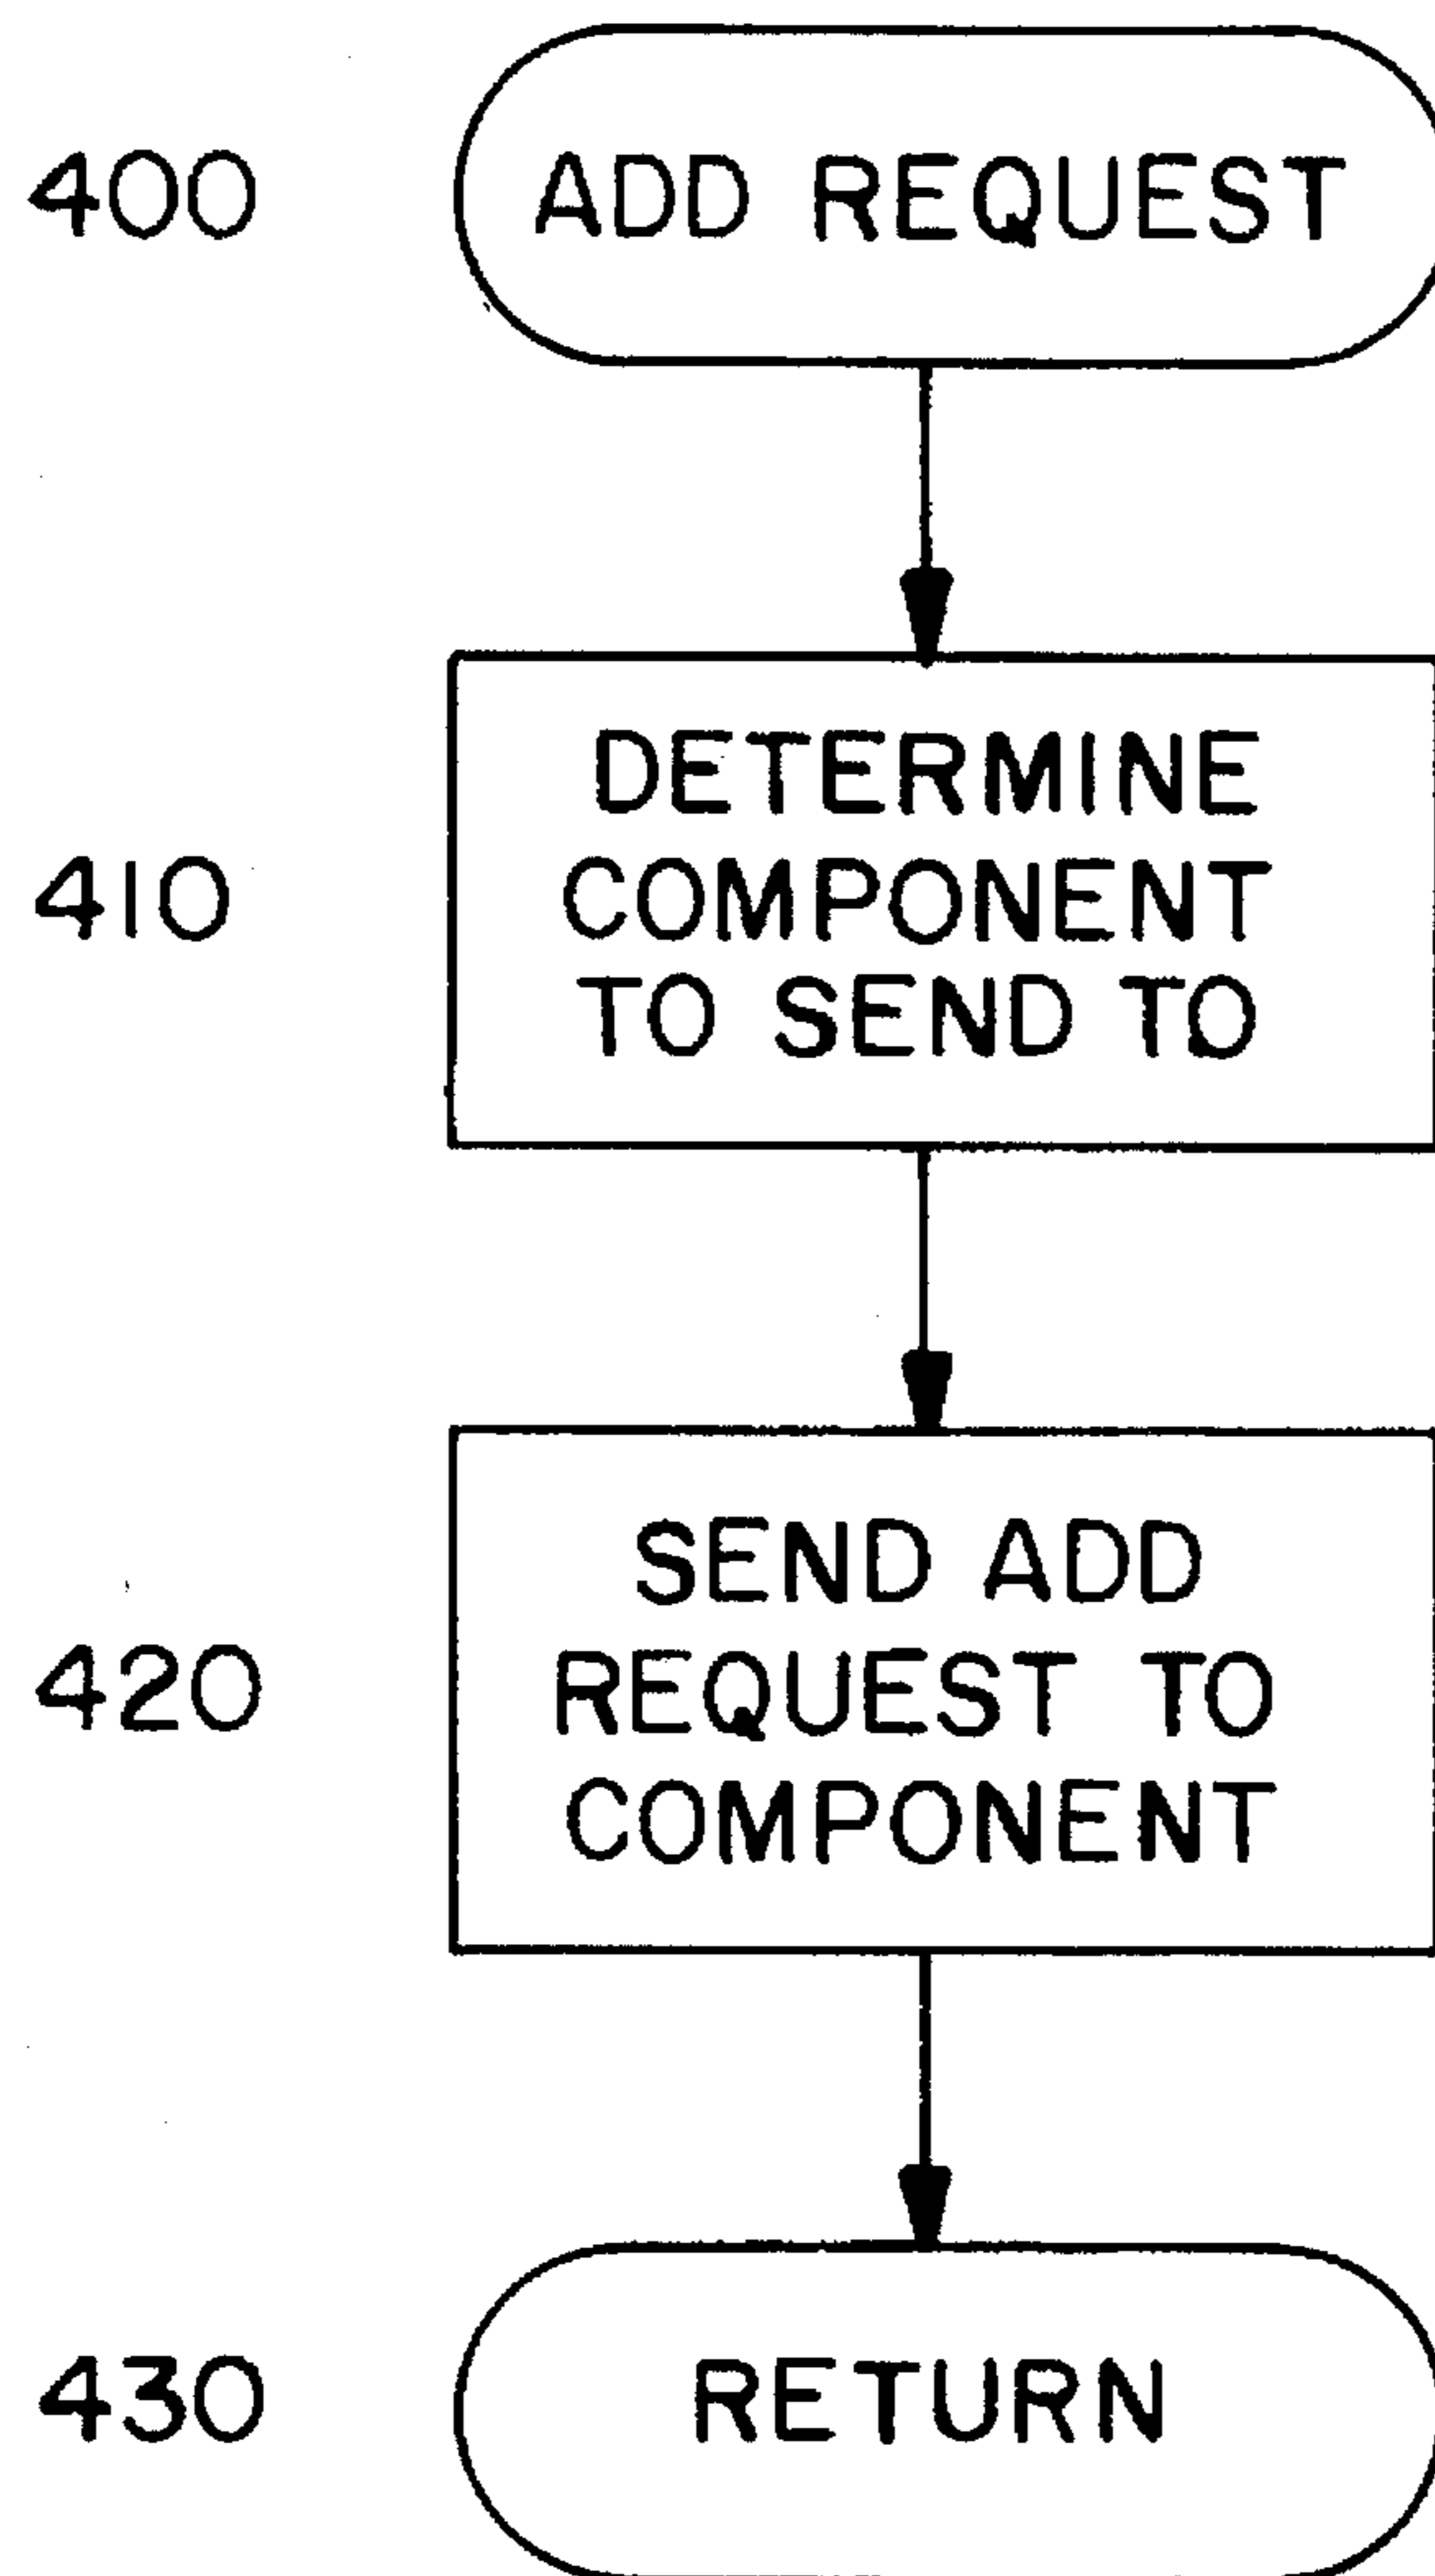 400
ADD REQUEST
410
DETERMINE
COMPONENT
TO SEND TO
420
SEND ADD
REQUEST TO
COMPONENT
430
RETURN